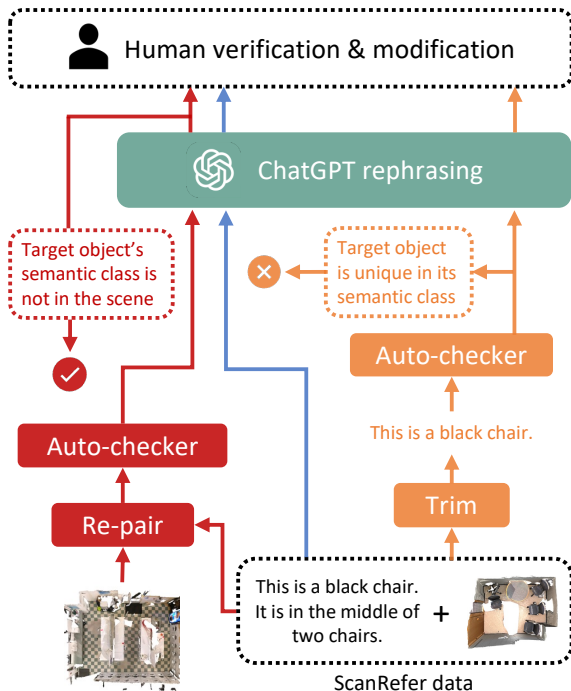 Human verification & modification
ChatGPT rephrasing
Target object's
semantic class is
not in the scene
Target object
is unique in its
semantic class
Auto-checker
This is a black chair.
Auto-checker
Trim
Re-pair
This is a black chair.
It is in the middle of
two chairs.
+
ScanRefer data